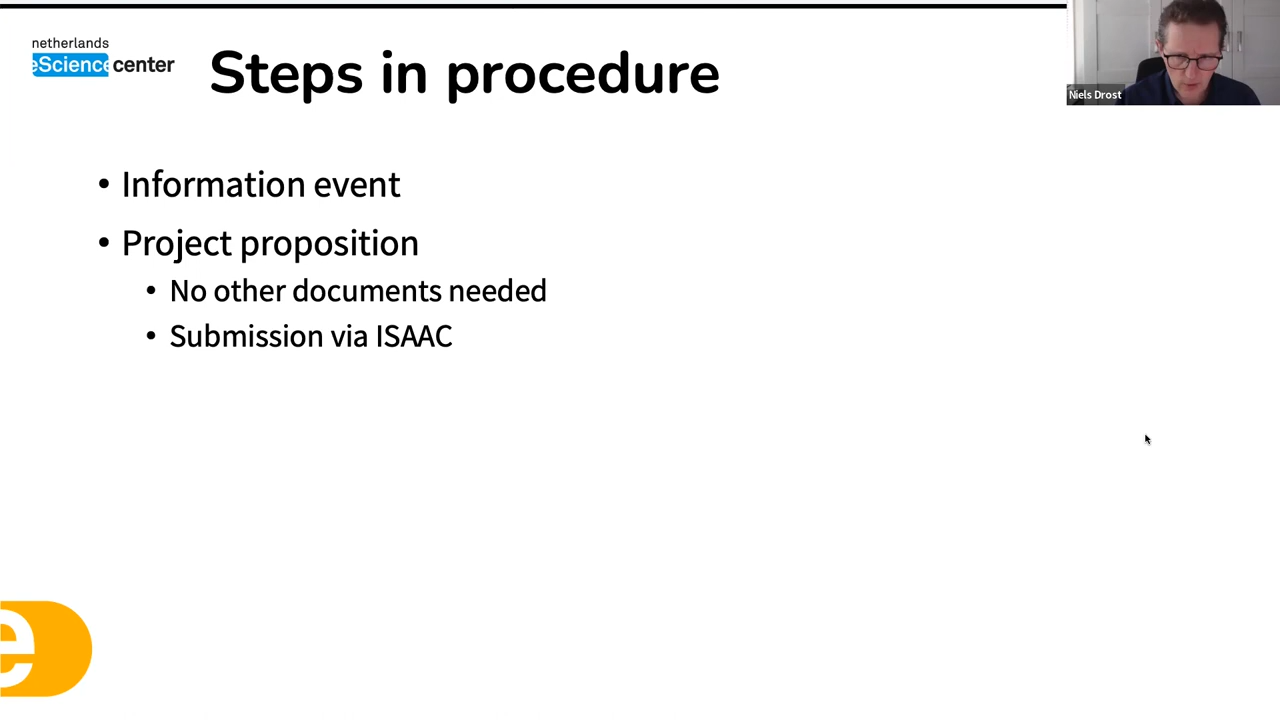 netherlands
eScience center
Steps in procedure
Niels Drost
• Information event
• Project proposition
• No other documents needed
• Submission via ISAAC
e